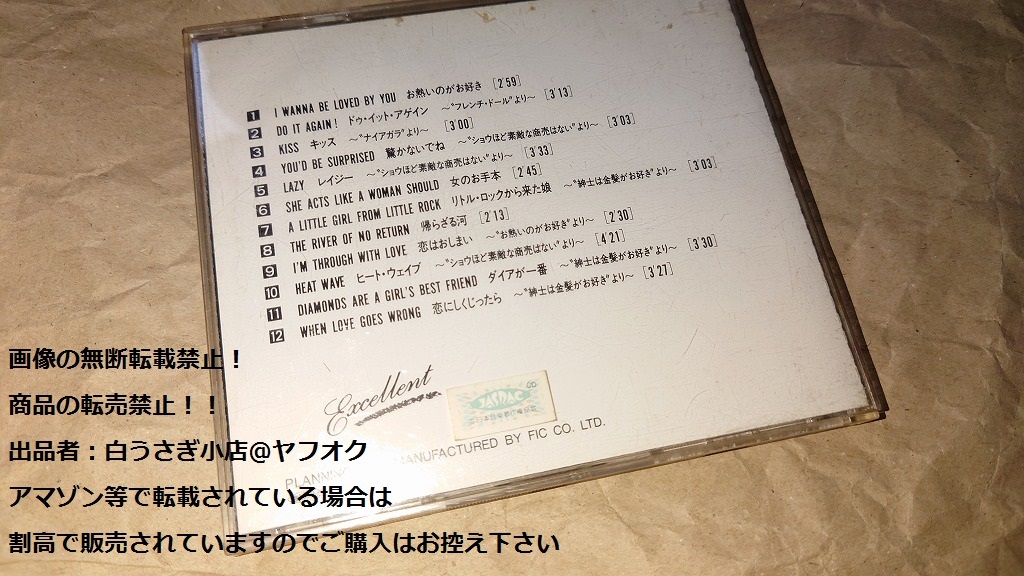 1 I WANNA BE LOVED BY YOU お熱いのがお好き [2'59]
2 DO IT AGAIN! ドゥ・イット・アゲイン ～"フレンチ・ドール"より～ [3'13]
3 KISS キッス ～"ナイアガラ"より～ [3'00]
4 YOU'D BE SURPRISED 驚かないでね ～"ショウほど素敵な商売はない"より～ [3'03]
5 LAZY レイジー ～"ショウほど素敵な商売はない"より～ [3'33]
6 SHE ACTS LIKE A WOMAN SHOULD 女のお手本 [2'45]
7 A LITTLE GIRL FROM LITTLE ROCK リトル・ロックから来た娘 ～"紳士は金髪がお好き"より～ [3'03]
8 THE RIVER OF NO RETURN 帰らざる河 [2'13]
9 I'M THROUGH WITH LOVE 恋はおしまい ～"お熱いのがお好き"より～ [2'30]
10 HEAT WAVE ヒート・ウェイブ ～"ショウほど素敵な商売はない"より～ [4'21]
11 DIAMONDS ARE A GIRL'S BEST FRIEND ダイアが一番 ～"紳士は金髪がお好き"より～ [3'30]
12 WHEN LOVE GOES WRONG 恋にしくじったら ～"紳士は金髪がお好き"より～ [3'27]
Excellent
JASRAC
MANUFACTURED BY FIC CO. LTD.
画像の無断転載禁止！
商品の転売禁止！！
出品者：白うさぎ小店@ヤフオク
アマゾン等で転載されている場合は
割高で販売されていますのでご購入はお控え下さい